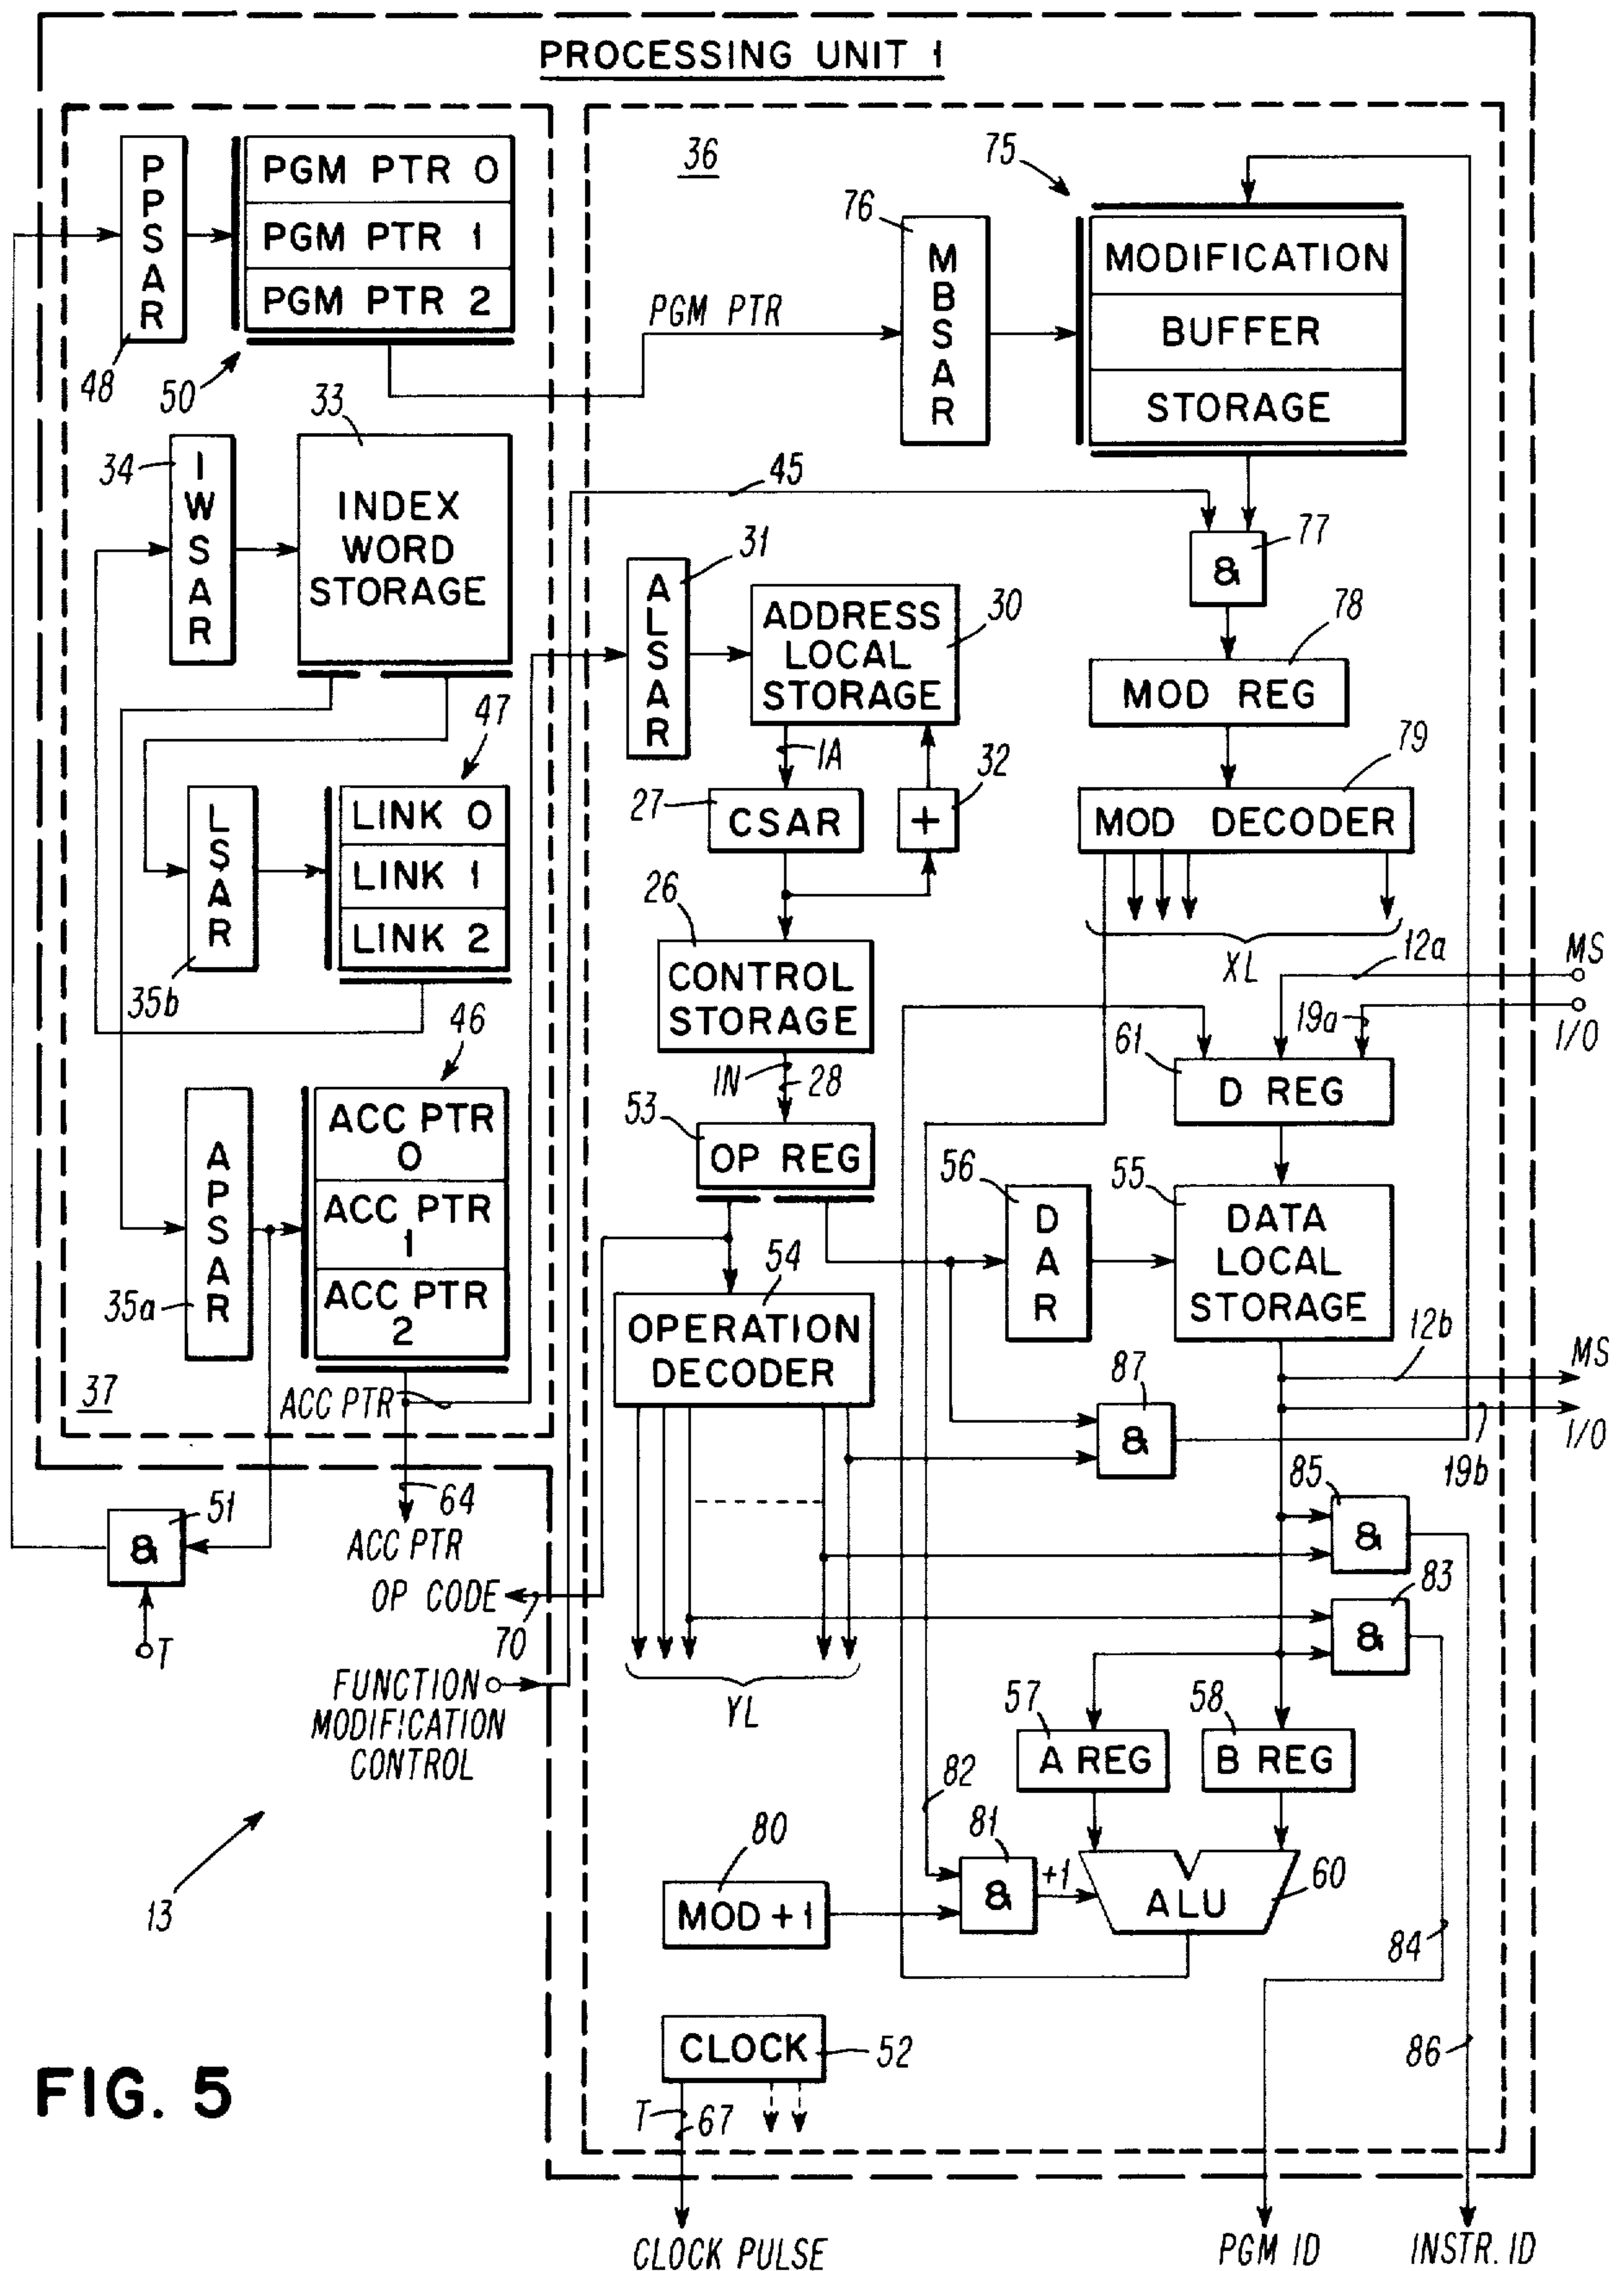 PROCESSING UNIT 1
PPSAR
48
PGM PTR 0
PGM PTR 1
PGM PTR 2
50
36
75
76
MBSAR
PGM PTR
MODIFICATION
BUFFER
STORAGE
33
34
IWSAR
INDEX
WORD
STORAGE
45
77
&
31
ALSAR
ADDRESS
LOCAL
STORAGE
30
78
MOD REG
47
IA
32
79
LSAR
35b
LINK 0
LINK 1
LINK 2
27
CSAR
+
MOD DECODER
26
CONTROL
STORAGE
XL
12a
MS
19a
I/O
46
IN
28
61
D REG
APSAR
35a
ACC PTR
0
ACC PTR
1
ACC PTR
2
53
OP REG
56
DAR
55
DATA
LOCAL
STORAGE
54
OPERATION
DECODER
12b
MS
37
ACC PTR
87
&
19b
I/O
51
&
T
64
ACC PTR
85
&
OP CODE
70
83
&
FUNCTION
MODIFICATION
CONTROL
YL
57
A REG
58
B REG
82
80
MOD +1
81
&
+1
ALU
60
13
84
CLOCK
52
86
FIG. 5
T
67
CLOCK PULSE
PGM ID
INSTR. ID